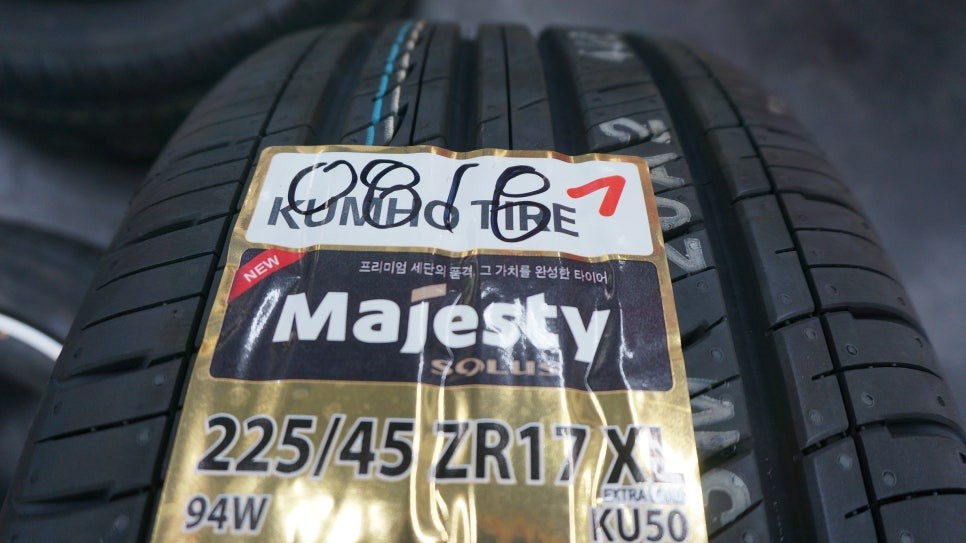 0816
KUMHO TIRE
NEW
프리미엄 세단의 품격, 그 가치를 완성한 타이어
Majesty
SOLUS
225/45 ZR17 XL
94W
EXTRA LOAD
KU50